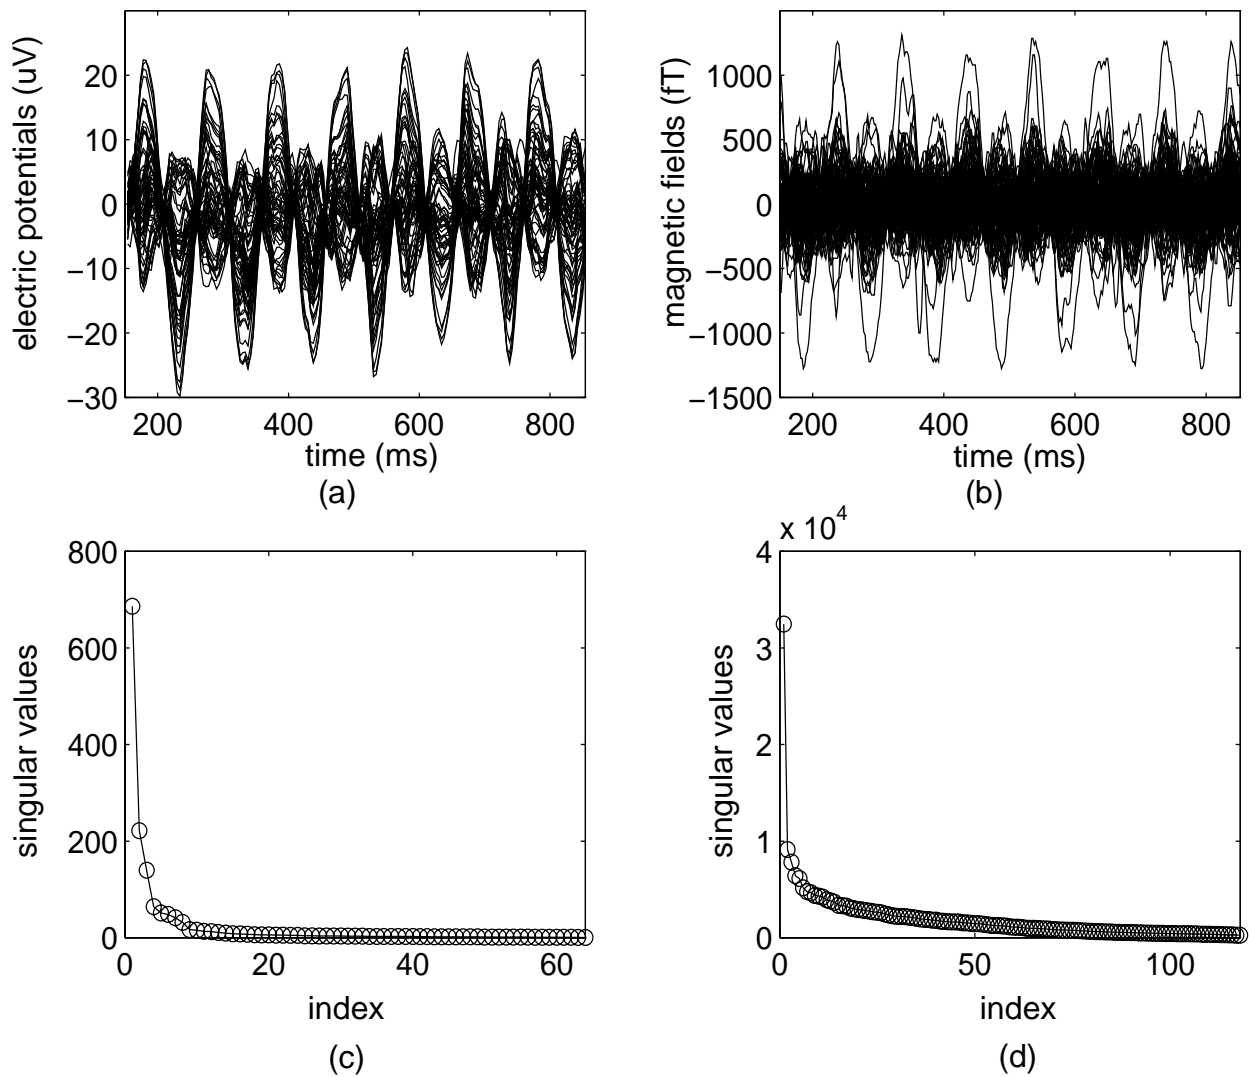 electric potentials (uV)
20
10
0
−10
−20
−30
200 400 600 800
time (ms)
(a)
magnetic fields (fT)
1000
500
0
−500
−1000
−1500
200 400 600 800
time (ms)
(b)
singular values
800
600
400
200
0
0 20 40 60
index
(c)
x 10^4
singular values
4
3
2
1
0
0 50 100
index
(d)